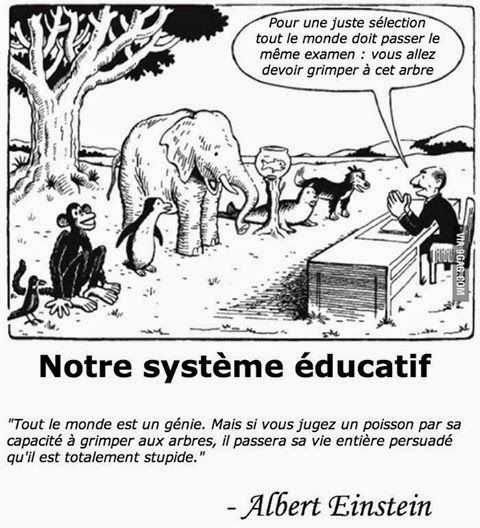 Pour une juste sélection
tout le monde doit passer le
même examen : vous allez
devoir grimper à cet arbre
VIA 9GAG.COM
Notre système éducatif
"Tout le monde est un génie. Mais si vous jugez un poisson par sa
capacité à grimper aux arbres, il passera sa vie entière persuadé
qu'il est totalement stupide."
- Albert Einstein